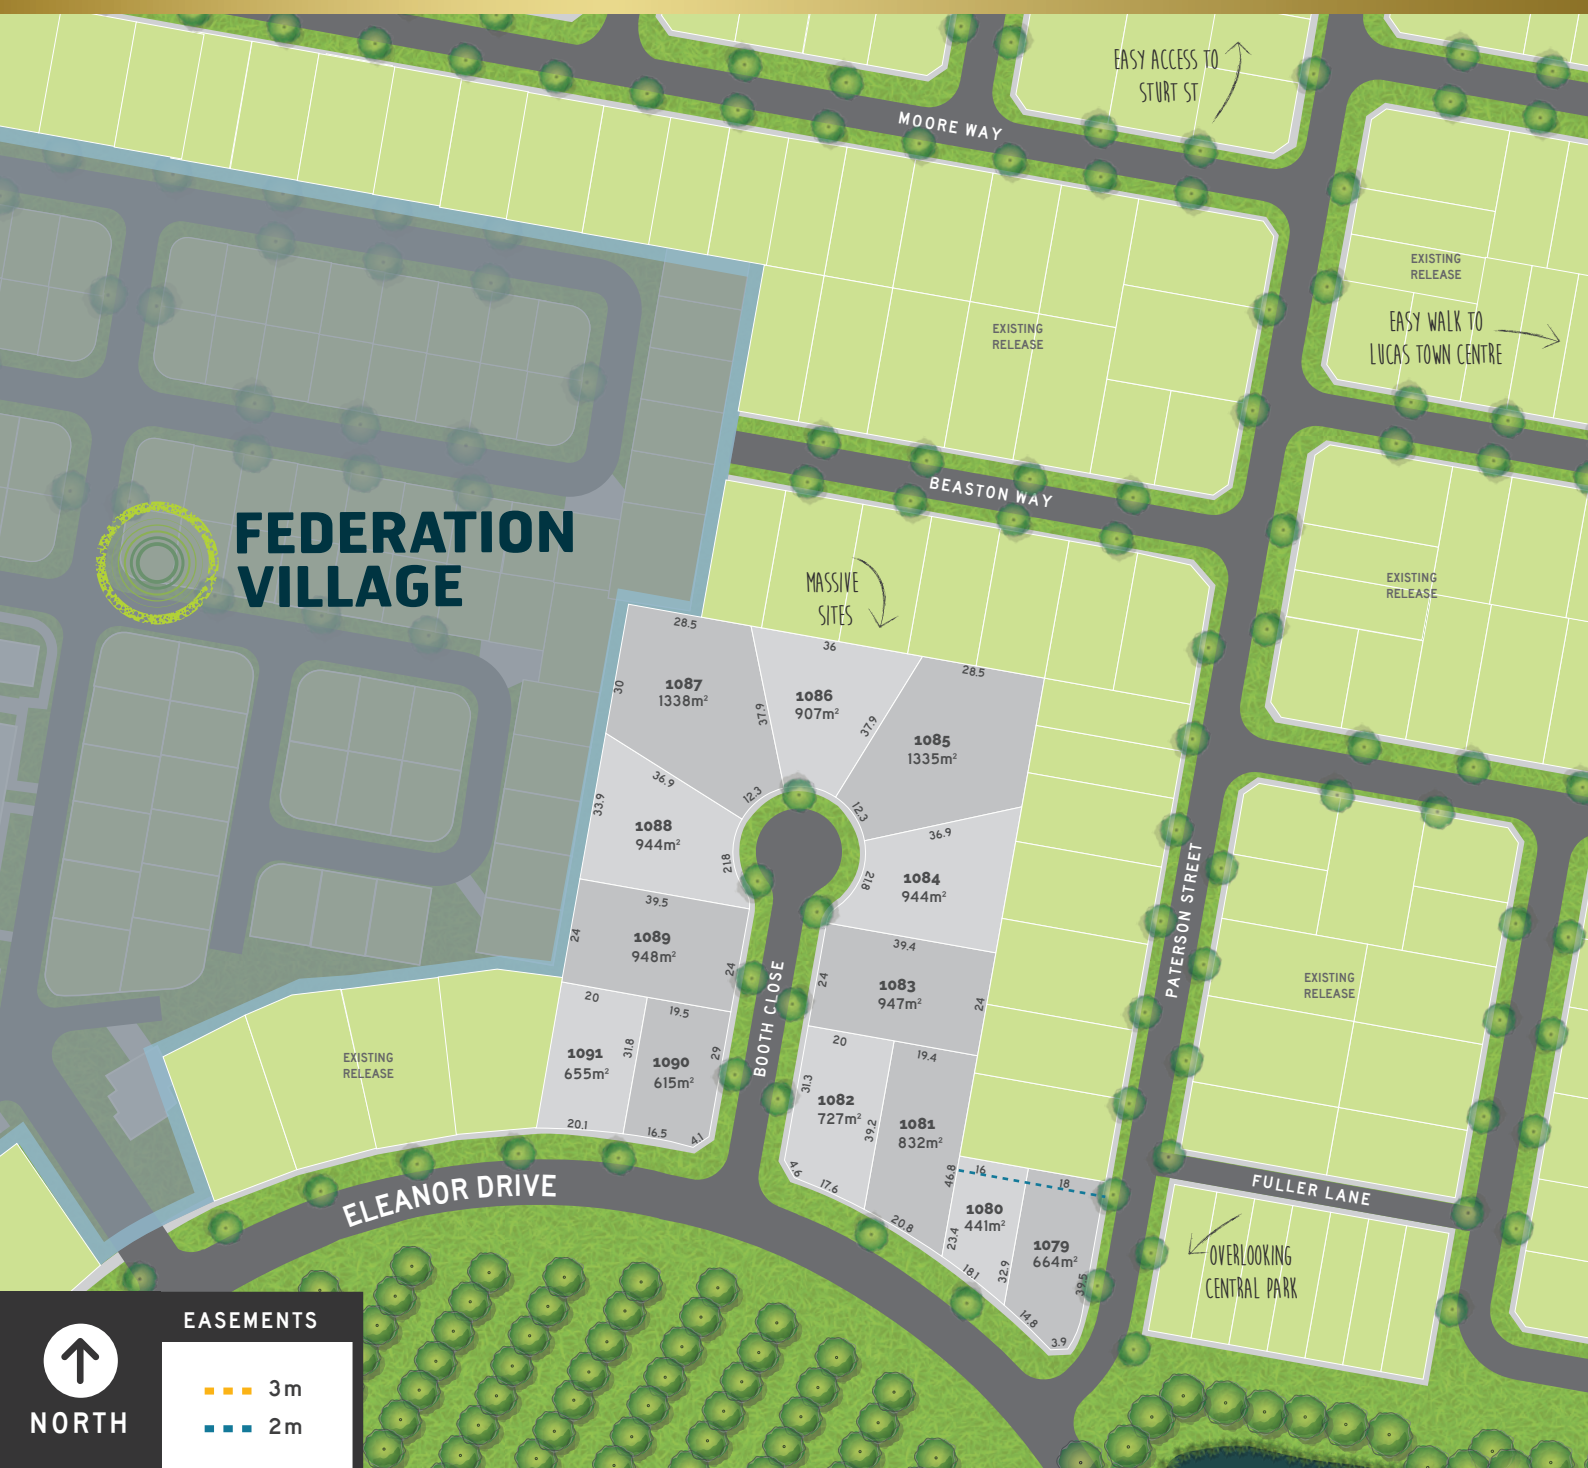 EASY ACCESS TO
STURT ST
MOORE WAY
EXISTING
RELEASE
EASY WALK TO
LUCAS TOWN CENTRE
EXISTING
RELEASE
BEASTON WAY
FEDERATION
VILLAGE
MASSIVE
SITES
EXISTING
RELEASE
28.5
1087
1338m²
30
37.9
36
1086
907m²
37.9
28.5
1085
1335m²
36.9
12.3
12.3
33.9
1088
944m²
21.8
36.9
1084
944m²
21.8
39.5
1089
948m²
24
24
39.4
1083
947m²
24
24
BOOTH CLOSE
PATERSON STREET
EXISTING
RELEASE
20
1091
655m²
31.8
20.1
19.5
1090
615m²
29
16.5
4.1
20
1082
727m²
31.3
39.2
4.6
17.6
19.4
1081
832m²
46.8
20.8
16
1080
441m²
23.4
32.9
18.1
18
1079
664m²
39.5
14.8
3.9
EXISTING
RELEASE
ELEANOR DRIVE
FULLER LANE
OVERLOOKING
CENTRAL PARK
NORTH
EASEMENTS
3m
2m